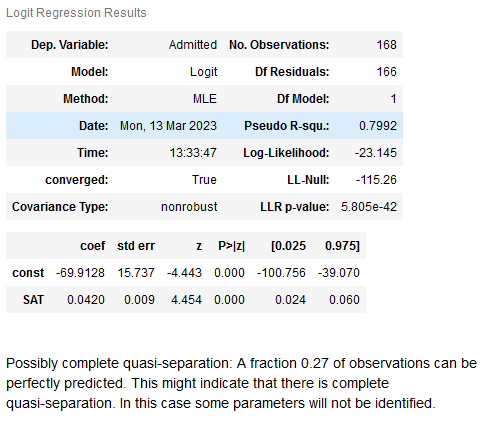 Logit Regression Results
Dep. Variable: Admitted No. Observations: 168
Model: Logit Df Residuals: 166
Method: MLE Df Model: 1
Date: Mon, 13 Mar 2023 Pseudo R-squ.: 0.7992
Time: 13:33:47 Log-Likelihood: -23.145
converged: True LL-Null: -115.26
Covariance Type: nonrobust LLR p-value: 5.805e-42
coef std err z P>|z| [0.025 0.975]
const -69.9128 15.737 -4.443 0.000 -100.756 -39.070
SAT 0.0420 0.009 4.454 0.000 0.024 0.060
Possibly complete quasi-separation: A fraction 0.27 of observations can be
perfectly predicted. This might indicate that there is complete
quasi-separation. In this case some parameters will not be identified.